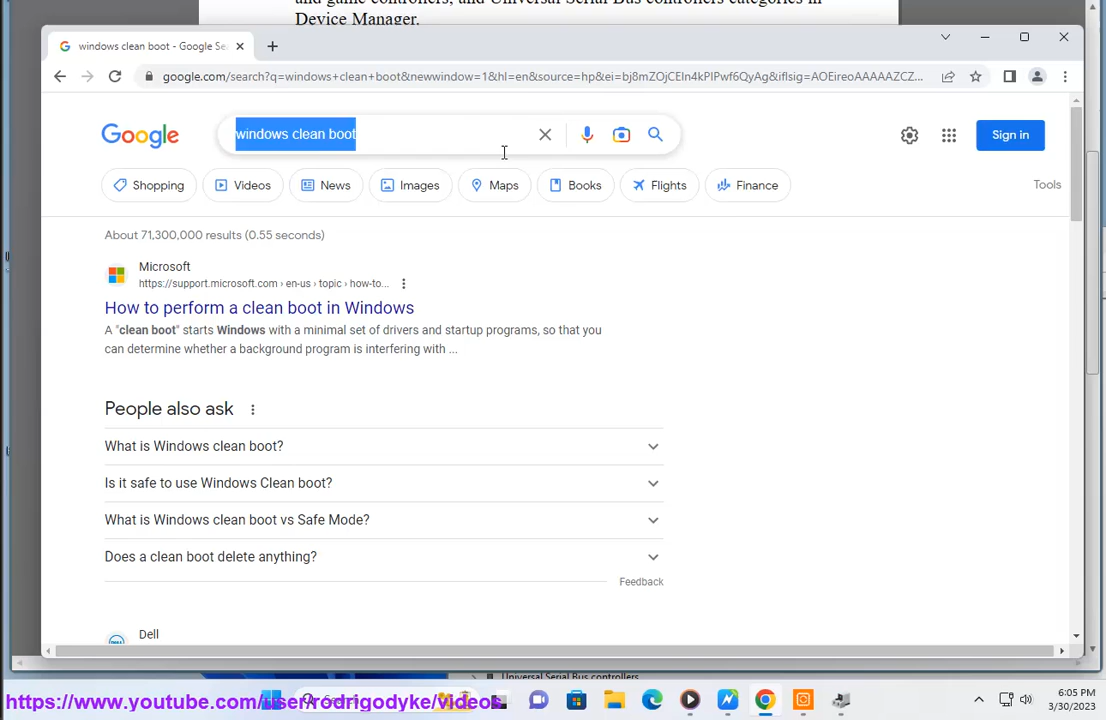 and game controllers, and Universal Serial Bus controllers categories in
Device Manager.
windows clean boot - Google Se
google.com/search?q=windows+clean+boot&newwindow=1&hl=en&source=hp&ei=bj8mZOjCEIn4kPIPwf6QyAg&iflsig=AOEireoAAAAAZCZ...
Google
windows clean boot
Sign in
Shopping
Videos
News
Images
Maps
Books
Flights
Finance
Tools
About 71,300,000 results (0.55 seconds)
Microsoft
https://support.microsoft.com › en-us › topic › how-to...
How to perform a clean boot in Windows
A "clean boot" starts Windows with a minimal set of drivers and startup programs, so that you
can determine whether a background program is interfering with ...
People also ask
What is Windows clean boot?
Is it safe to use Windows Clean boot?
What is Windows clean boot vs Safe Mode?
Does a clean boot delete anything?
Feedback
Dell
Universal Serial Bus controllers
https://www.youtube.com/user/rodrigodyke/videos
6:05 PM
3/30/2023